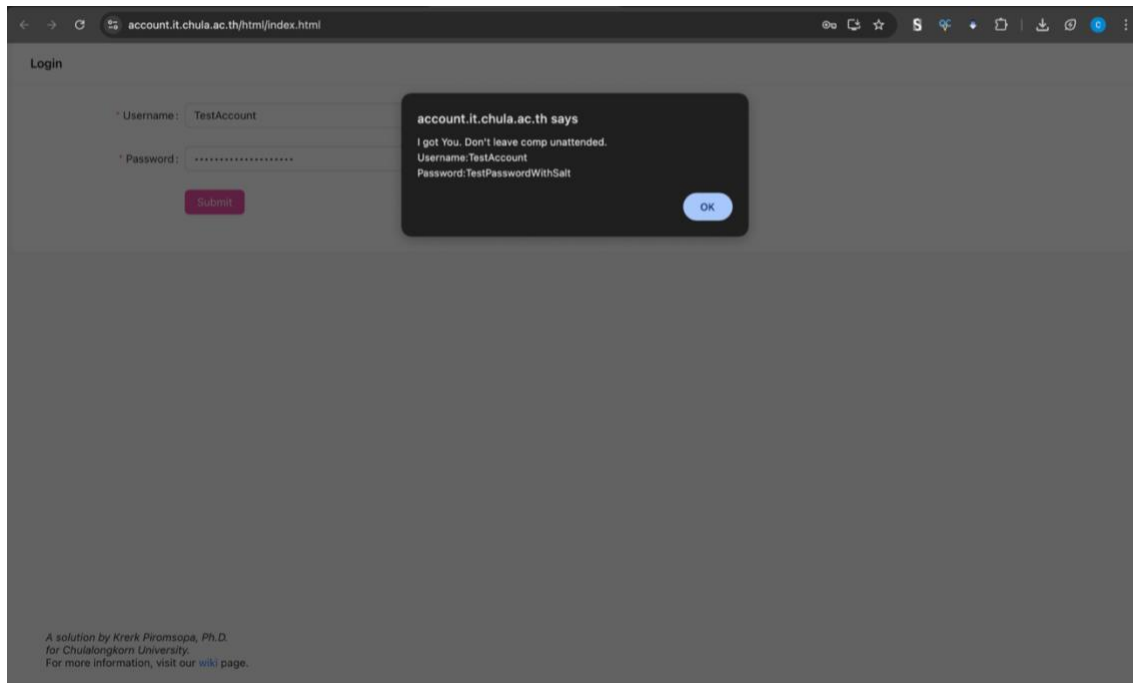 account.it.chula.ac.th/html/index.html
Login
* Username: TestAccount
* Password: ····················
Submit
account.it.chula.ac.th says
I got You. Don't leave comp unattended.
Username:TestAccount
Password:TestPasswordWithSalt
OK
A solution by Krerk Piromsopa, Ph.D.
for Chulalongkorn University.
For more information, visit our wiki page.